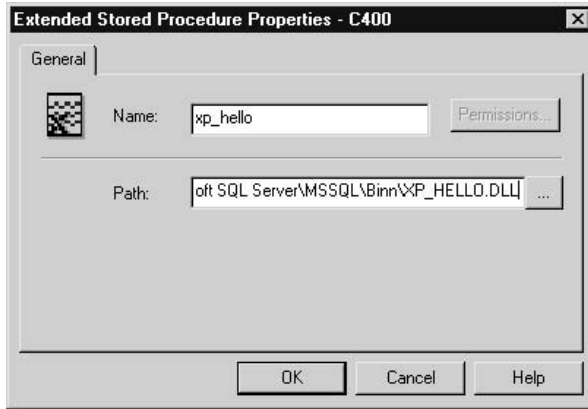 Extended Stored Procedure Properties - C400
General
Name:
xp_hello
Permissions...
Path:
oft SQL Server\MSSQL\Binn\XP_HELLO.DLL
...
OK
Cancel
Help